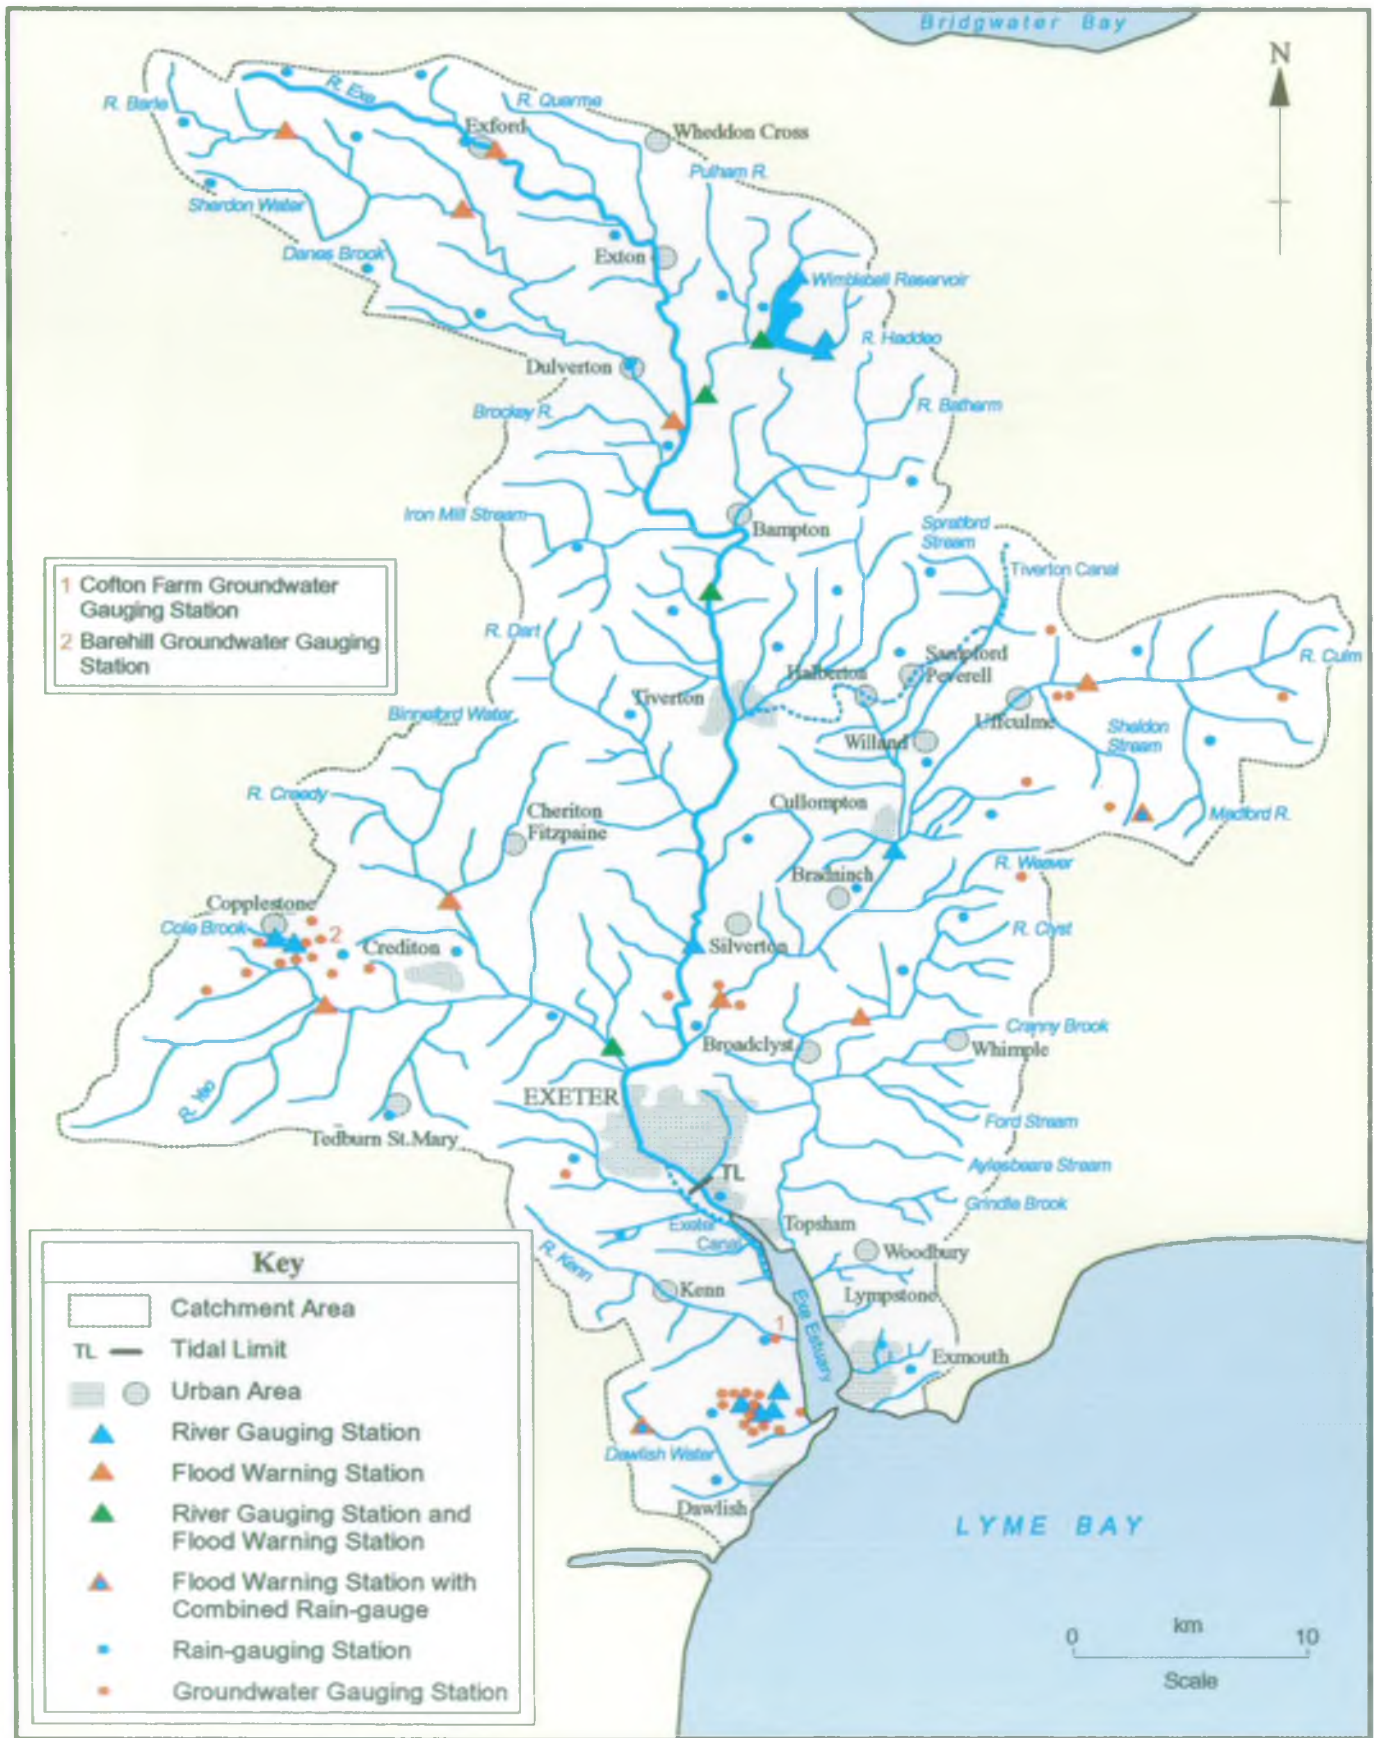 Bridgwater Bay
N
R. Barle
R. Exe
R. Quarme
Exford
Wheddon Cross
Pulham R.
Sherdon Water
Danes Brook
Exton
Wimbleball Reservoir
R. Haddeo
Dulverton
Brockey R.
R. Batherm
Iron Mill Stream
Bampton
Spratford
Stream
Tiverton Canal
1 Cofton Farm Groundwater
Gauging Station
2 Barehill Groundwater Gauging
Station
R. Dart
Halberton
Sampford
Peverell
R. Culm
Tiverton
Uffculme
Binneford Water
Willand
Sheldon
Stream
R. Creedy
Cheriton
Fitzpaine
Cullompton
Madford R.
Bradninch
R. Weaver
Copplestone
Cole Brook
2
Crediton
Silverton
R. Clyst
Cranny Brook
Broadclyst
Whimple
R. Yeo
EXETER
Tedburn St.Mary
Ford Stream
TL
Aylesbeare Stream
Grindle Brook
Exeter
Canal
Topsham
R. Kenn
Woodbury
Kenn
Lympstone
Exe Estuary
1
Exmouth
Dawlish Water
Dawlish
LYME BAY
Key
Catchment Area
TL Tidal Limit
Urban Area
River Gauging Station
Flood Warning Station
River Gauging Station and
Flood Warning Station
Flood Warning Station with
Combined Rain-gauge
Rain-gauging Station
Groundwater Gauging Station
km
0 10
Scale